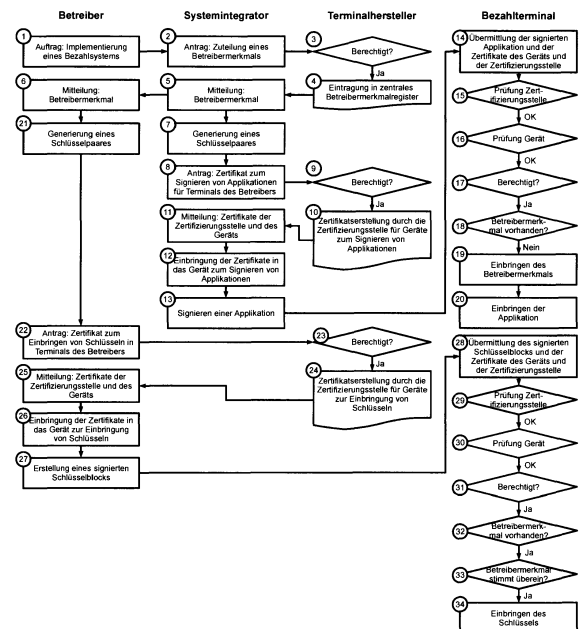 Betreiber
Systemintegrator
Terminalhersteller
Bezahlterminal
1
Auftrag: Implementierung
eines Bezahlsystems
2
Antrag: Zuteilung eines
Betreibermerkmals
3
Berechtigt?
Ja
4
Eintragung in zentrales
Betreibermerkmalregister
5
Mitteilung:
Betreibermerkmal
6
Mitteilung:
Betreibermerkmal
21
Generierung eines
Schlüsselpaares
7
Generierung eines
Schlüsselpaares
8
Antrag: Zertifikat zum
Signieren von Applikationen
für Terminals des Betreibers
9
Berechtigt?
Ja
10
Zertifikatserstellung durch die
Zertifizierungsstelle für Geräte
zum Signieren von
Applikationen
11
Mitteilung: Zertifikate der
Zertifizierungsstelle und des
Geräts
12
Einbringung der Zertifikate in
das Gerät zum Signieren von
Applikationen
13
Signieren einer Applikation
14
Übermittlung der signierten
Applikation und der
Zertifikate des Geräts und
der Zertifizierungsstelle
15
Prüfung Zert-
ifizierungsstelle
OK
16
Prüfung Gerät
OK
17
Berechtigt?
Ja
18
Betreibermerk-
mal vorhanden?
Nein
19
Einbringen des
Betreibermerkmals
20
Einbringen der
Applikation
22
Antrag: Zertifikat zum
Einbringen von Schlüsseln in
Terminals des Betreibers
23
Berechtigt?
Ja
24
Zertifikatserstellung durch die
Zertifizierungsstelle für Geräte
zur Einbringung von
Schlüsseln
25
Mitteilung: Zertifikate der
Zertifizierungsstelle und des
Geräts
26
Einbringung der Zertifikate in
das Gerät zur Einbringung
von Schlüsseln
27
Erstellung eines signierten
Schlüsselblocks
28
Übermittlung des signierten
Schlüsselblocks und der
Zertifikate des Geräts und
der Zertifizierungsstelle
29
Prüfung Zert-
ifizierungsstelle
OK
30
Prüfung Gerät
OK
31
Berechtigt?
Ja
32
Betreibermerk-
mal vorhanden?
Ja
33
Betreibermerkmal
stimmt überein?
Ja
34
Einbringen des
Schlüssels